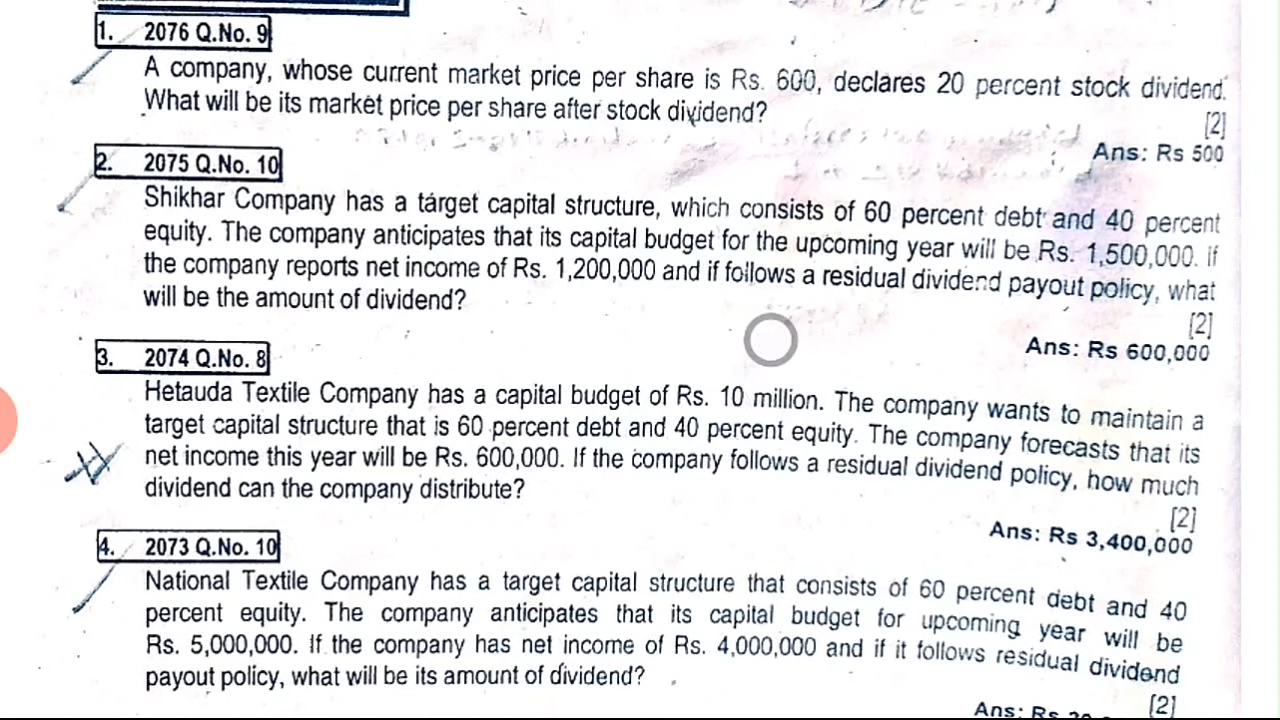 1. 2076 Q.No. 9
A company, whose current market price per share is Rs. 600, declares 20 percent stock dividend.
What will be its market price per share after stock dividend?
[2]
Ans: Rs 500
2. 2075 Q.No. 10
Shikhar Company has a target capital structure, which consists of 60 percent debt and 40 percent
equity. The company anticipates that its capital budget for the upcoming year will be Rs. 1,500,000. If
the company reports net income of Rs. 1,200,000 and if follows a residual dividend payout policy, what
will be the amount of dividend?
[2]
Ans: Rs 600,000
3. 2074 Q.No. 8
Hetauda Textile Company has a capital budget of Rs. 10 million. The company wants to maintain a
target capital structure that is 60 percent debt and 40 percent equity. The company forecasts that its
net income this year will be Rs. 600,000. If the company follows a residual dividend policy, how much
dividend can the company distribute?
[2]
Ans: Rs 3,400,000
4. 2073 Q.No. 10
National Textile Company has a target capital structure that consists of 60 percent debt and 40
percent equity. The company anticipates that its capital budget for upcoming year will be
Rs. 5,000,000. If the company has net income of Rs. 4,000,000 and if it follows residual dividend
payout policy, what will be its amount of dividend?
[2]
Ans: Rs